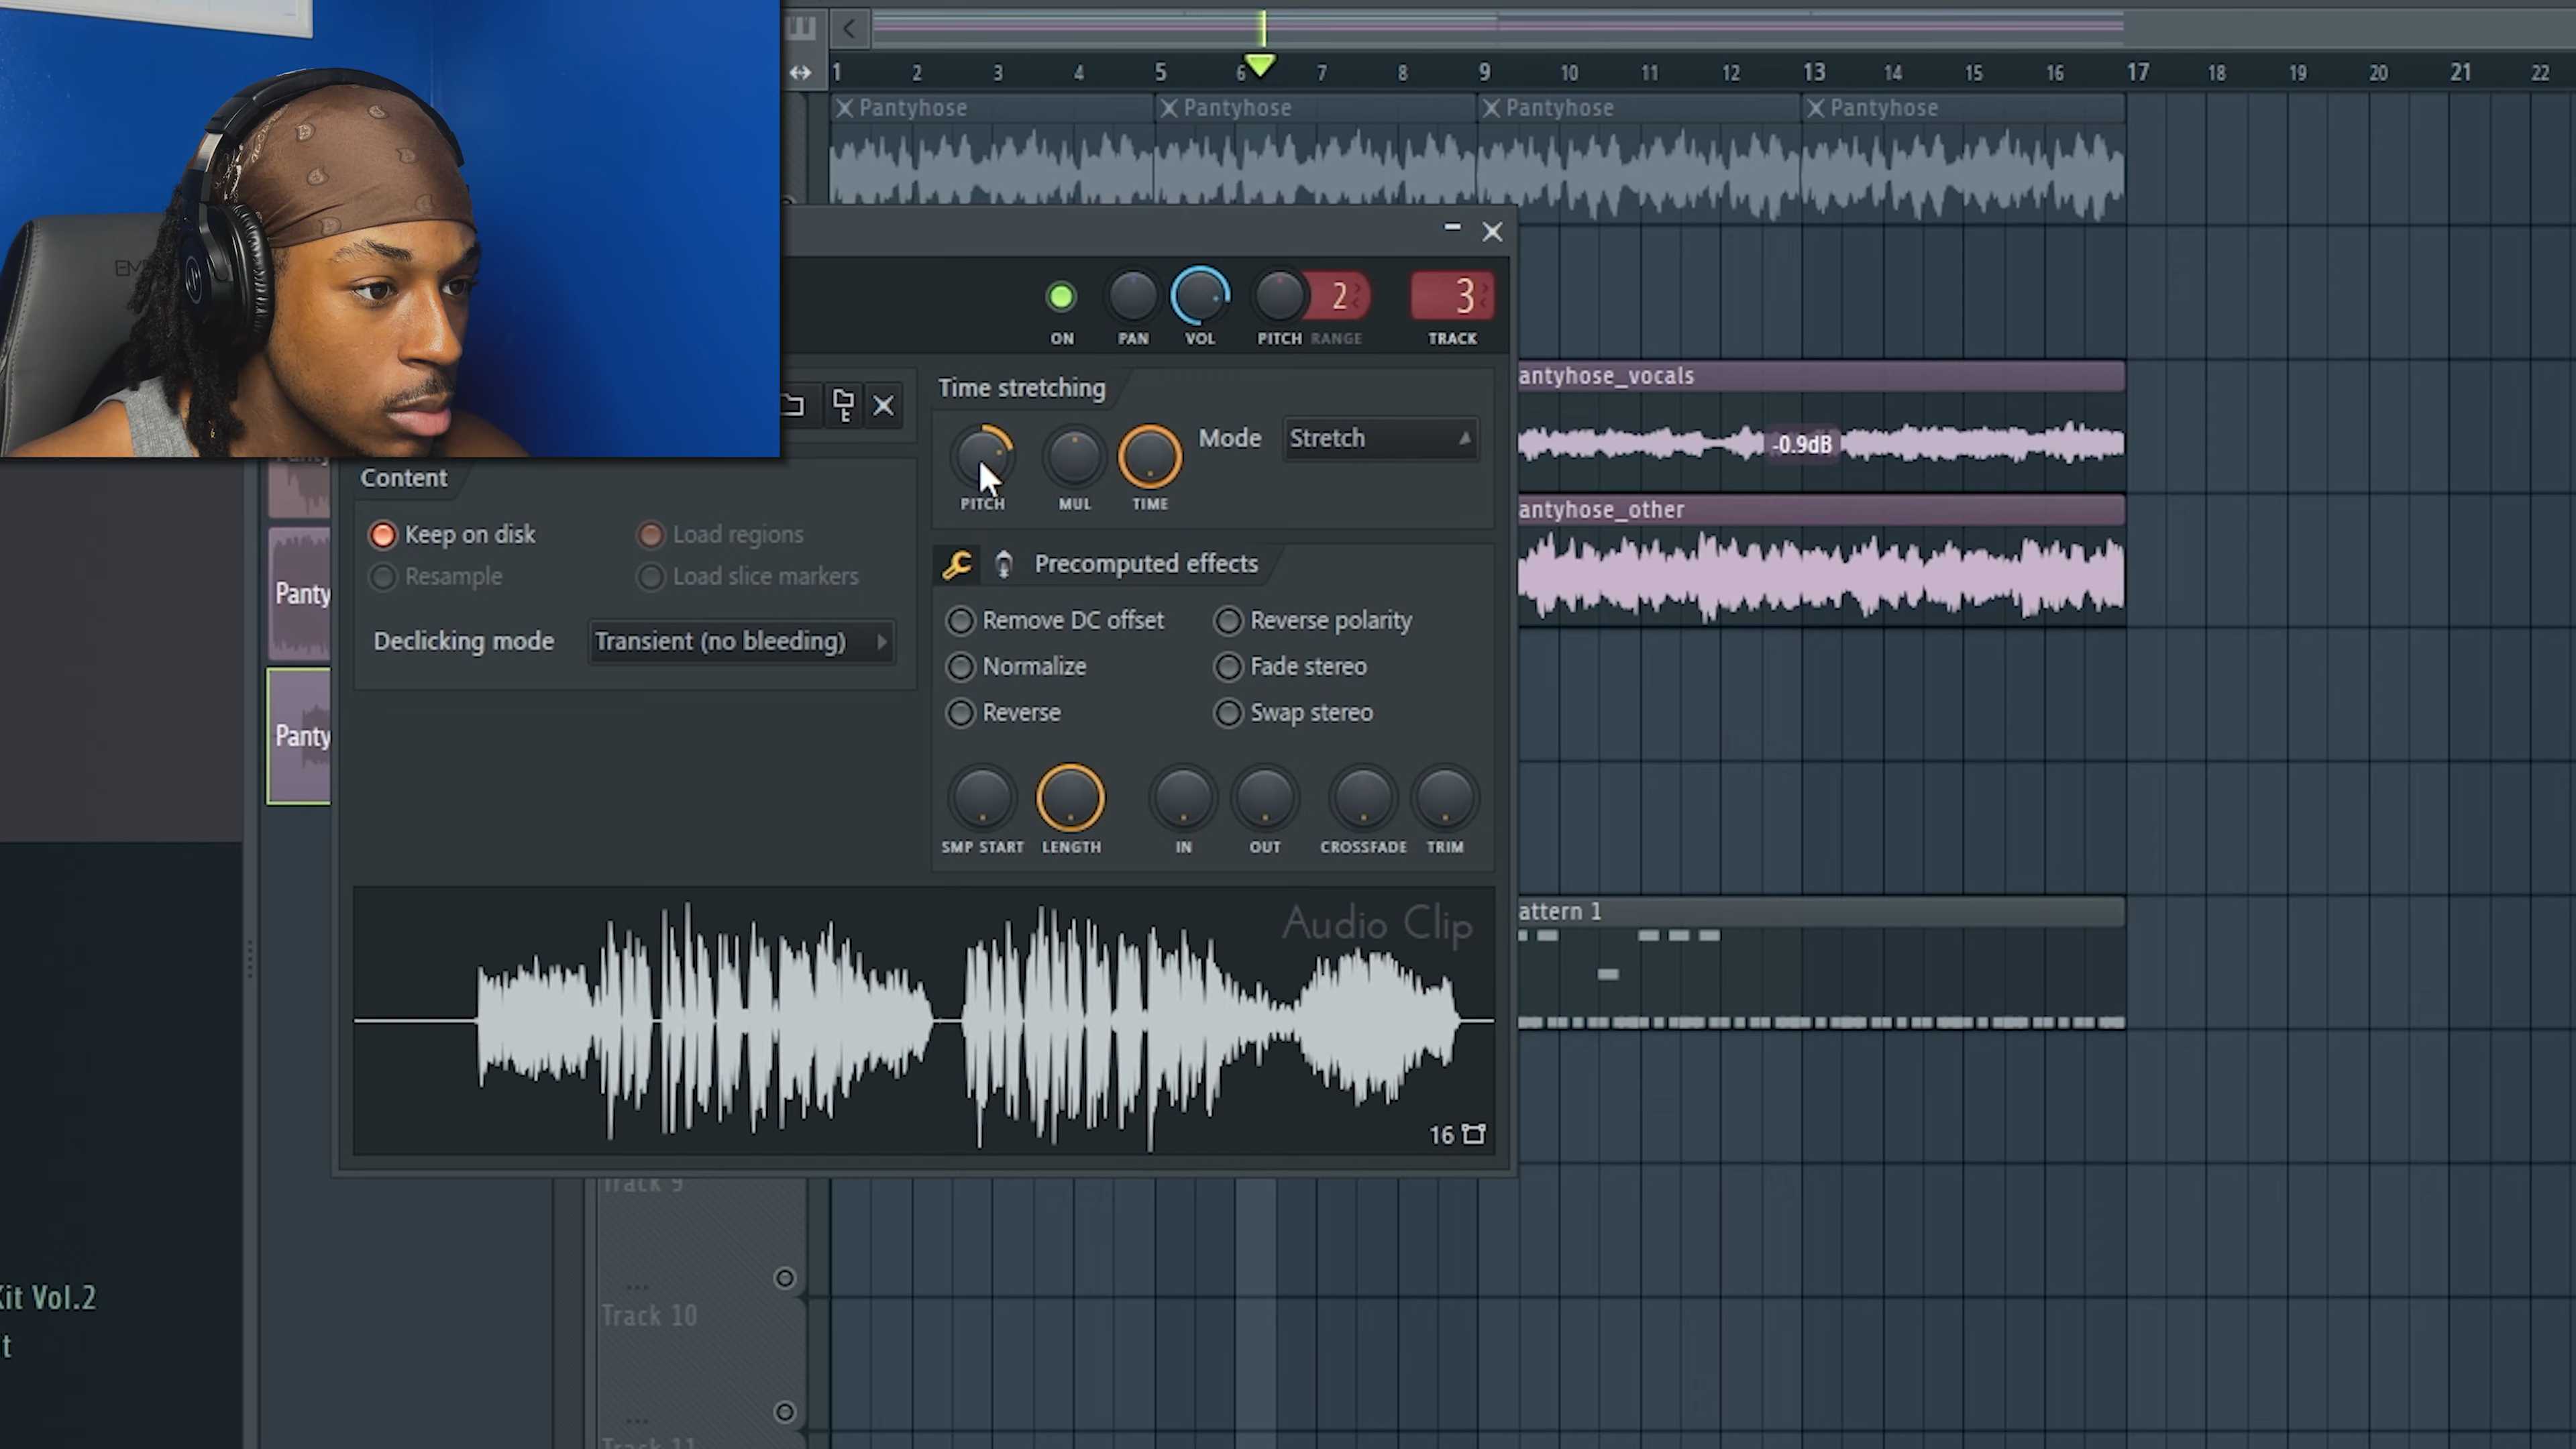 1 2 3 4 5 6 7 8 9 10 11 12 13 14 15 16 17 18 19 20 21 22
Pantyhose Pantyhose Pantyhose Pantyhose
2 3
ON PAN VOL PITCH RANGE TRACK
antyhose_vocals
-0.9dB
antyhose_other
Time stretching
Mode Stretch
PITCH MUL TIME
Content
Keep on disk Load regions
Resample Load slice markers
Declicking mode Transient (no bleeding)
Precomputed effects
Remove DC offset Reverse polarity
Normalize Fade stereo
Reverse Swap stereo
SMP START LENGTH IN OUT CROSSFADE TRIM
Panty
Panty
Audio Clip
16
attern 1
Track 9
Track 10
Track 11
Kit Vol.2
t